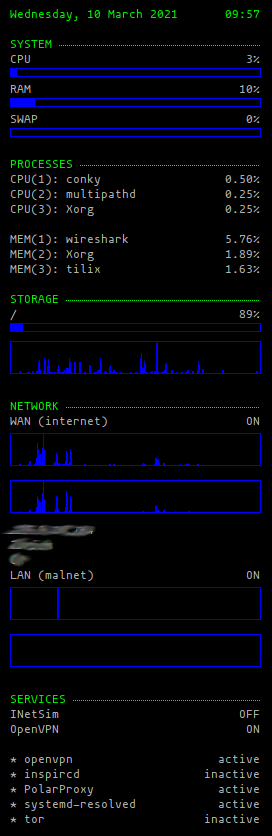 Wednesday, 10 March 2021 09:57
SYSTEM
CPU 3%
RAM 10%
SWAP 0%
PROCESSES
CPU(1): conky 0.50%
CPU(2): multipathd 0.25%
CPU(3): Xorg 0.25%
MEM(1): wireshark 5.76%
MEM(2): Xorg 1.89%
MEM(3): tilix 1.63%
STORAGE
/ 89%
NETWORK
WAN (internet) ON
LAN (malnet) ON
SERVICES
INetSim OFF
OpenVPN ON
* openvpn active
* inspircd inactive
* PolarProxy active
* systemd-resolved active
* tor inactive